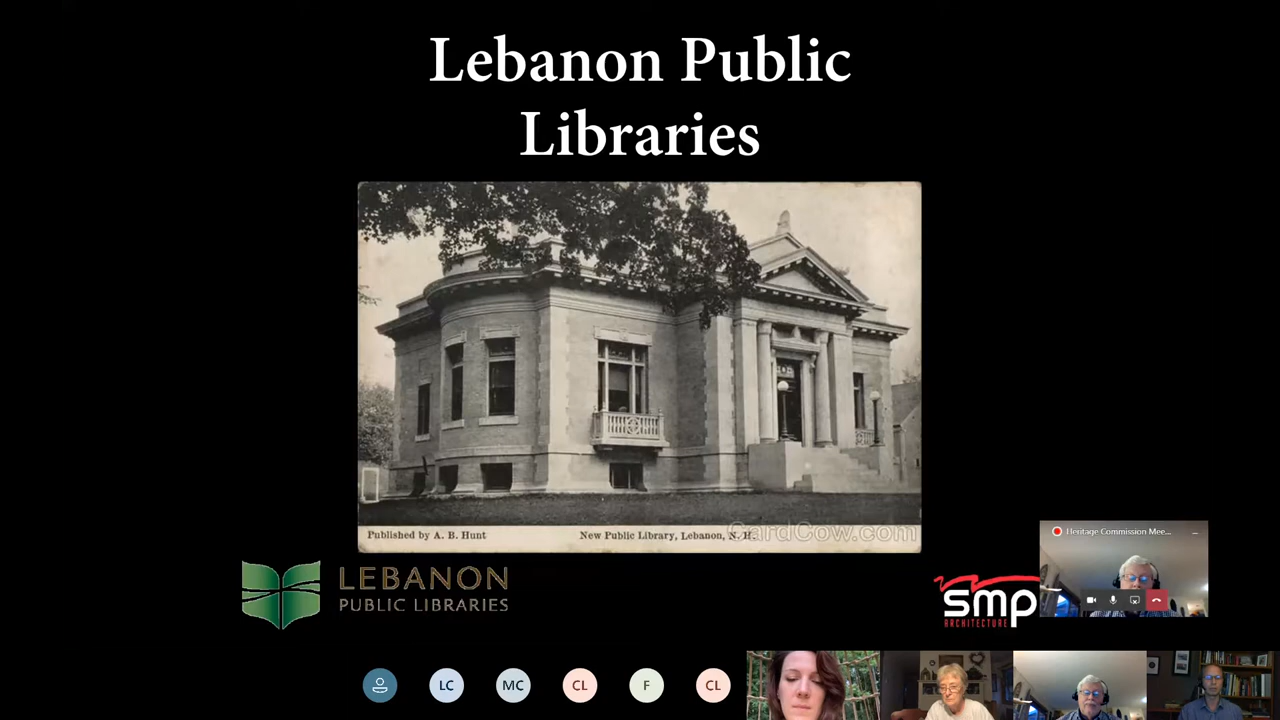 Lebanon Public
Libraries
CardCow.com
Published by A. B. Hunt
New Public Library, Lebanon, N. H.
LEBANON
PUBLIC LIBRARIES
smp
ARCHITECTURE
Heritage Commission Mee...
LC
MC
CL
F
CL